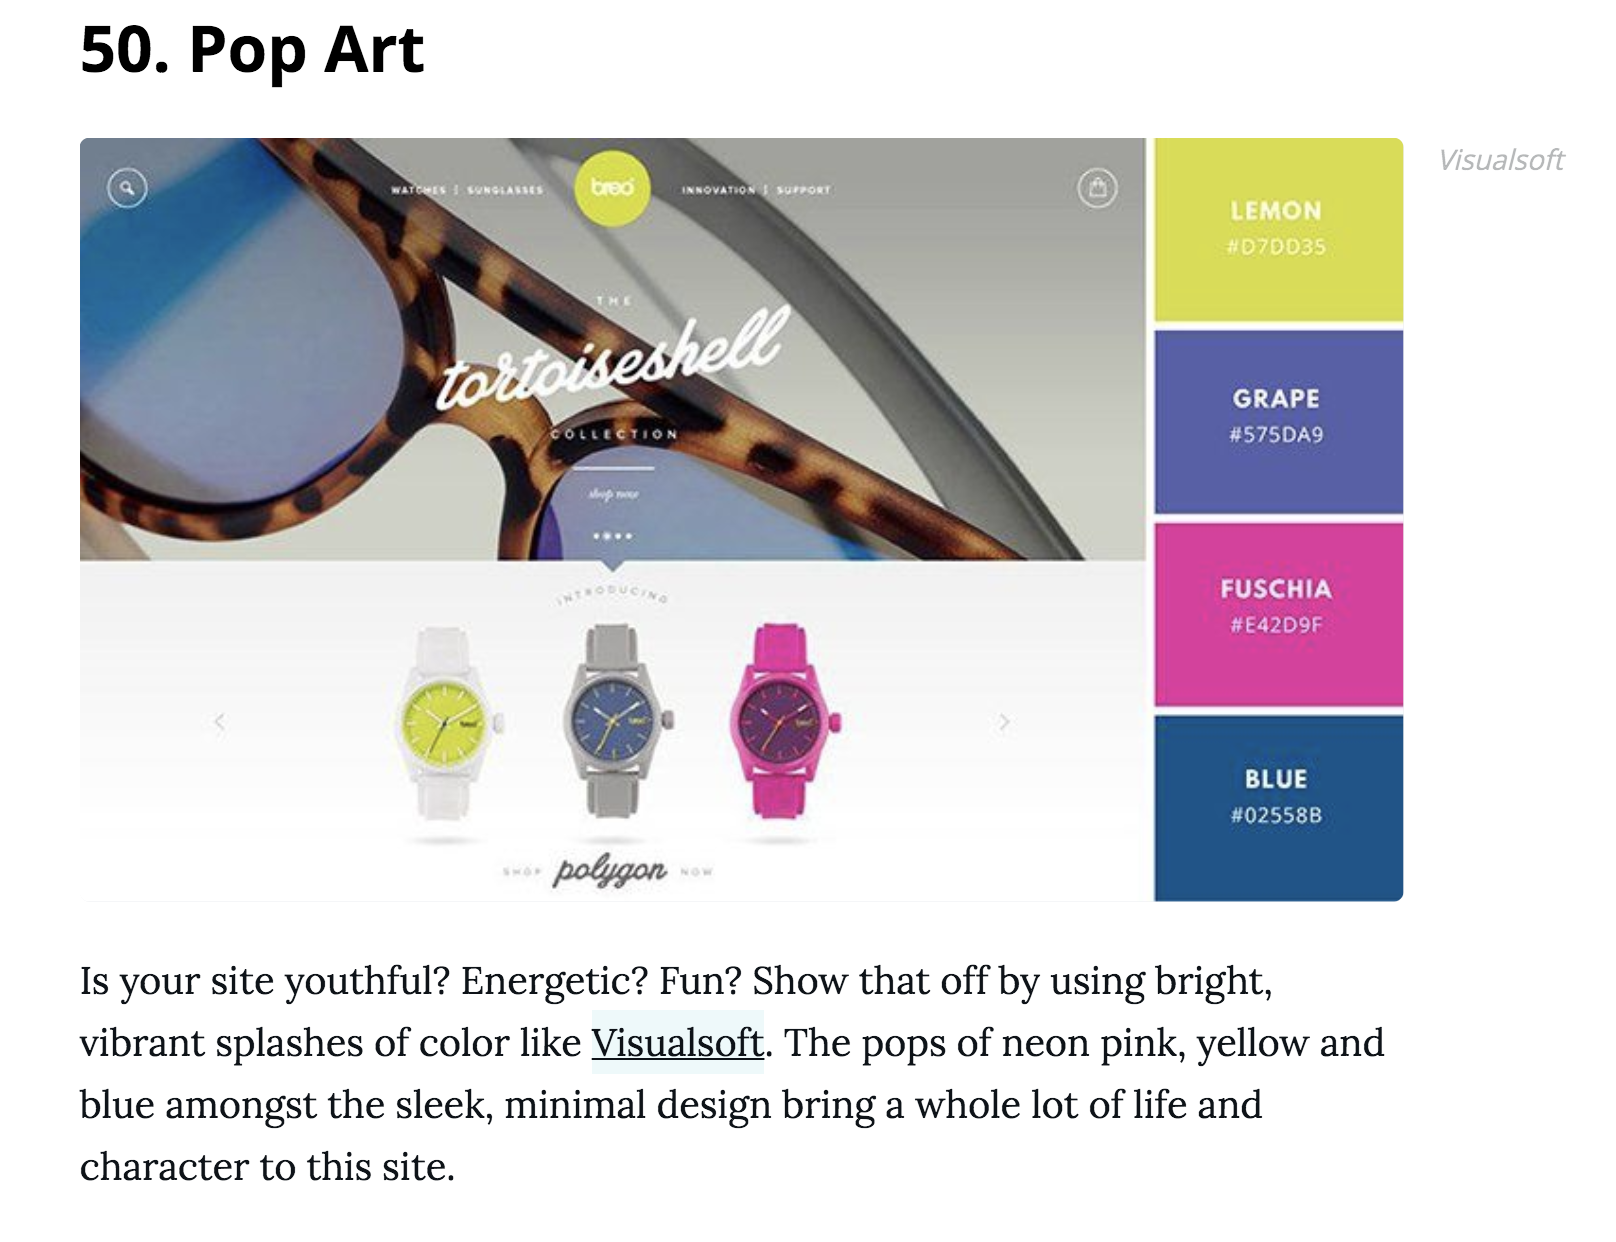 50. Pop Art
Visualsoft
WATCHES | SUNGLASSES
breo
INNOVATION | SUPPORT
THE
tortoiseshell
COLLECTION
shop now
INTRODUCING
breo
breo
breo
SHOP polygon NOW
LEMON
#D7DD35
GRAPE
#575DA9
FUSCHIA
#E42D9F
BLUE
#02558B
Is your site youthful? Energetic? Fun? Show that off by using bright,
vibrant splashes of color like Visualsoft. The pops of neon pink, yellow and
blue amongst the sleek, minimal design bring a whole lot of life and
character to this site.